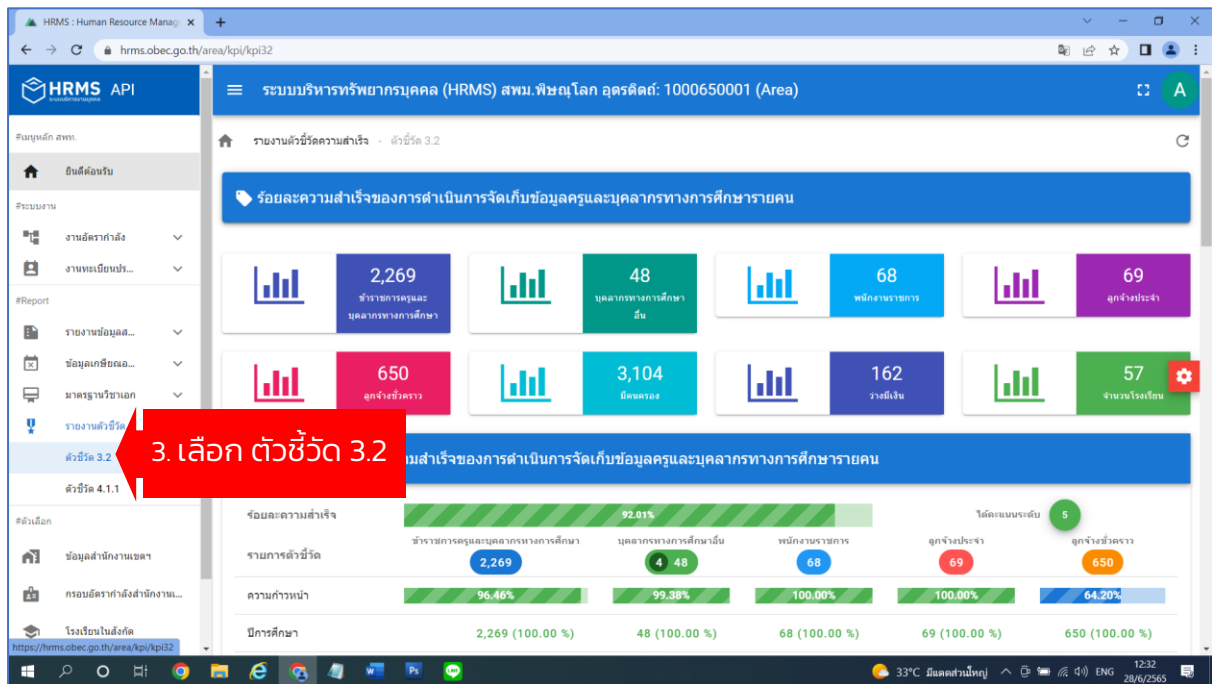 HRMS : Human Resource Manag
hrms.obec.go.th/area/kpi/kpi32
HRMS API
ระบบบริหารทรัพยากรบุคคล (HRMS) สพม.พิษณุโลก อุตรดิตถ์: 1000650001 (Area)
A
#เมนูหลัก สพท.
รายงานตัวชี้วัดความสำเร็จ - ตัวชี้วัด 3.2
ยินดีต้อนรับ
ร้อยละความสำเร็จของการดำเนินการจัดเก็บข้อมูลครูและบุคลากรทางการศึกษารายคน
#ระบบงาน
งานอัตรากำลัง
งานทะเบียนปร...
2,269
ข้าราชการครูและ
บุคลากรทางการศึกษา
48
บุคลากรทางการศึกษา
อื่น
68
พนักงานราชการ
69
ลูกจ้างประจำ
#Report
รายงานข้อมูลส...
ข้อมูลเกษียณอ...
มาตรฐานวิชาเอก
รายงานตัวชี้วัด
650
ลูกจ้างชั่วคราว
3,104
มีคนครอง
162
ว่างมีเงิน
57
จำนวนโรงเรียน
ตัวชี้วัด 3.2
3. เลือก ตัวชี้วัด 3.2
มสำเร็จของการดำเนินการจัดเก็บข้อมูลครูและบุคลากรทางการศึกษารายคน
ตัวชี้วัด 4.1.1
#ตัวเลือก
ข้อมูลสำนักงานเขตฯ
กรอบอัตรากำลังสำนักงานเ...
โรงเรียนในสังกัด
ร้อยละความสำเร็จ 92.01% ได้คะแนนระดับ 5
ข้าราชการครูและบุคลากรทางการศึกษา บุคลากรทางการศึกษาอื่น พนักงานราชการ ลูกจ้างประจำ ลูกจ้างชั่วคราว
รายการตัวชี้วัด 2,269 4 48 68 69 650
ความก้าวหน้า 96.46% 99.38% 100.00% 100.00% 64.20%
ปีการศึกษา 2,269 (100.00 %) 48 (100.00 %) 68 (100.00 %) 69 (100.00 %) 650 (100.00 %)
https://hrms.obec.go.th/area/kpi/kpi32
33°C มีแดดส่วนใหญ่ ENG 12:32
28/6/2565